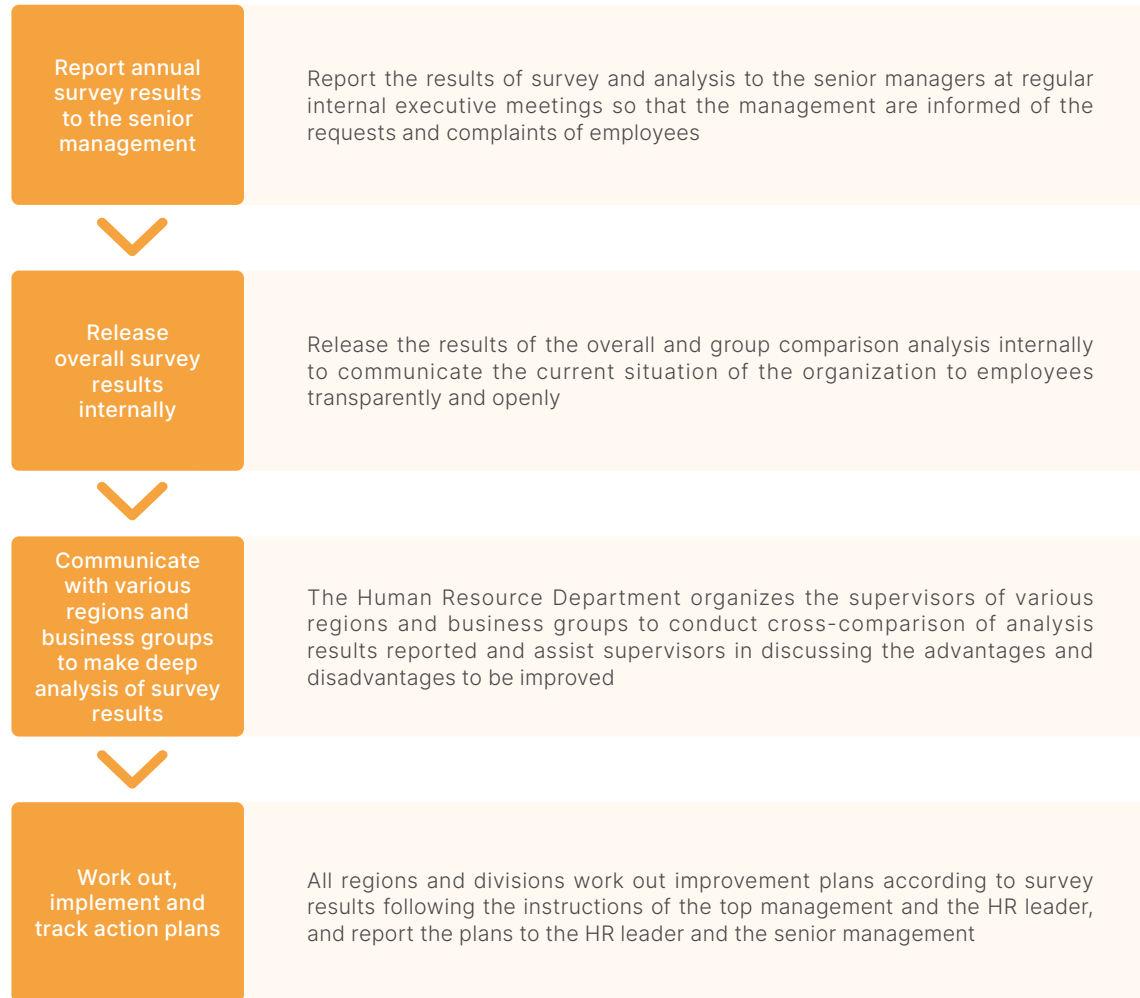 Report annual
survey results
to the senior
management
Report the results of survey and analysis to the senior managers at regular
internal executive meetings so that the management are informed of the
requests and complaints of employees
Release
overall survey
results
internally
Release the results of the overall and group comparison analysis internally
to communicate the current situation of the organization to employees
transparently and openly
Communicate
with various
regions and
business groups
to make deep
analysis of survey
results
The Human Resource Department organizes the supervisors of various
regions and business groups to conduct cross-comparison of analysis
results reported and assist supervisors in discussing the advantages and
disadvantages to be improved
Work out,
implement and
track action plans
All regions and divisions work out improvement plans according to survey
results following the instructions of the top management and the HR leader,
and report the plans to the HR leader and the senior management